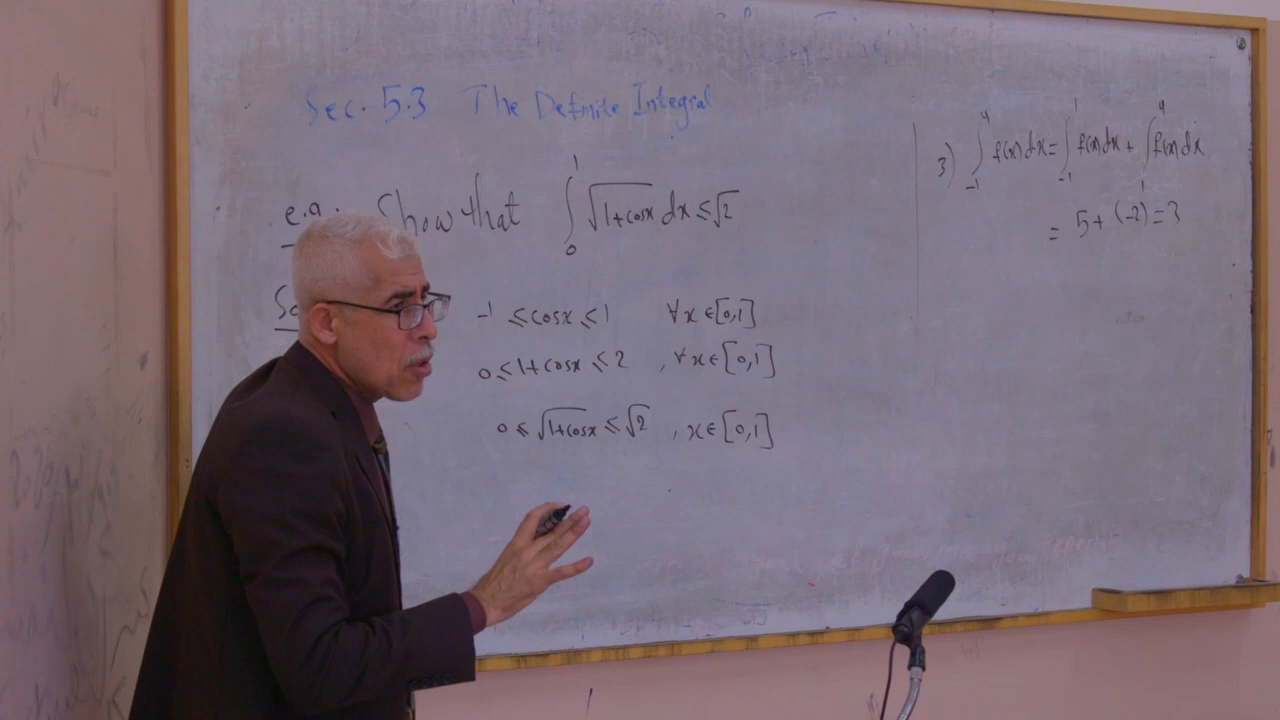 Sec. 5.3 The Definite Integral
e.g. Show that ∫₀¹ √(1+cosx) dx ≤ √2
So
-1 ≤ cosx ≤ 1 ∀x ∈ [0,1]
0 ≤ 1+cosx ≤ 2 , ∀x ∈ [0,1]
0 ≤ √(1+cosx) ≤ √2 , x ∈ [0,1]
3) ∫₋₁⁴ f(x)dx = ∫₋₁¹ f(x)dx + ∫₁⁴ f(x)dx
= 5+(-2)=3